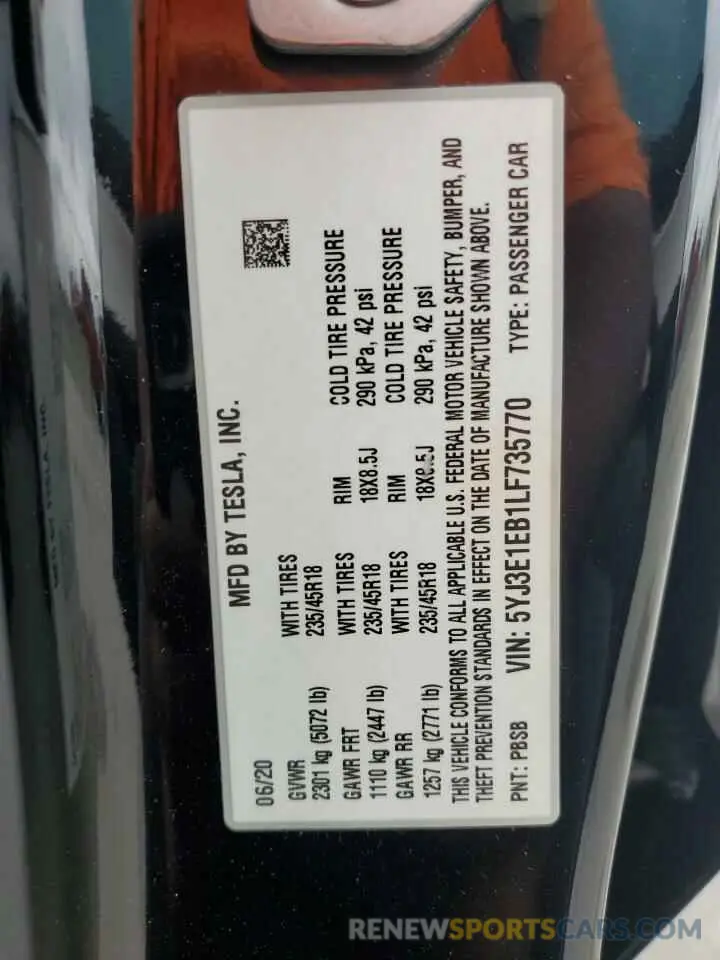 MFD BY TESLA, INC.
06/20
GVWR WITH TIRES
2301 kg (5072 lb) 235/45R18
GAWR FRT WITH TIRES RIM COLD TIRE PRESSURE
1110 kg (2447 lb) 235/45R18 18X8.5J 290 kPa, 42 psi
GAWR RR WITH TIRES RIM COLD TIRE PRESSURE
1257 kg (2771 lb) 235/45R18 18X8.5J 290 kPa, 42 psi
THIS VEHICLE CONFORMS TO ALL APPLICABLE U.S. FEDERAL MOTOR VEHICLE SAFETY, BUMPER, AND
THEFT PREVENTION STANDARDS IN EFFECT ON THE DATE OF MANUFACTURE SHOWN ABOVE.
PNT: PBSB VIN: 5YJ3E1EB1LF735770 TYPE: PASSENGER CAR
RENEWSPORTSCARS.COM